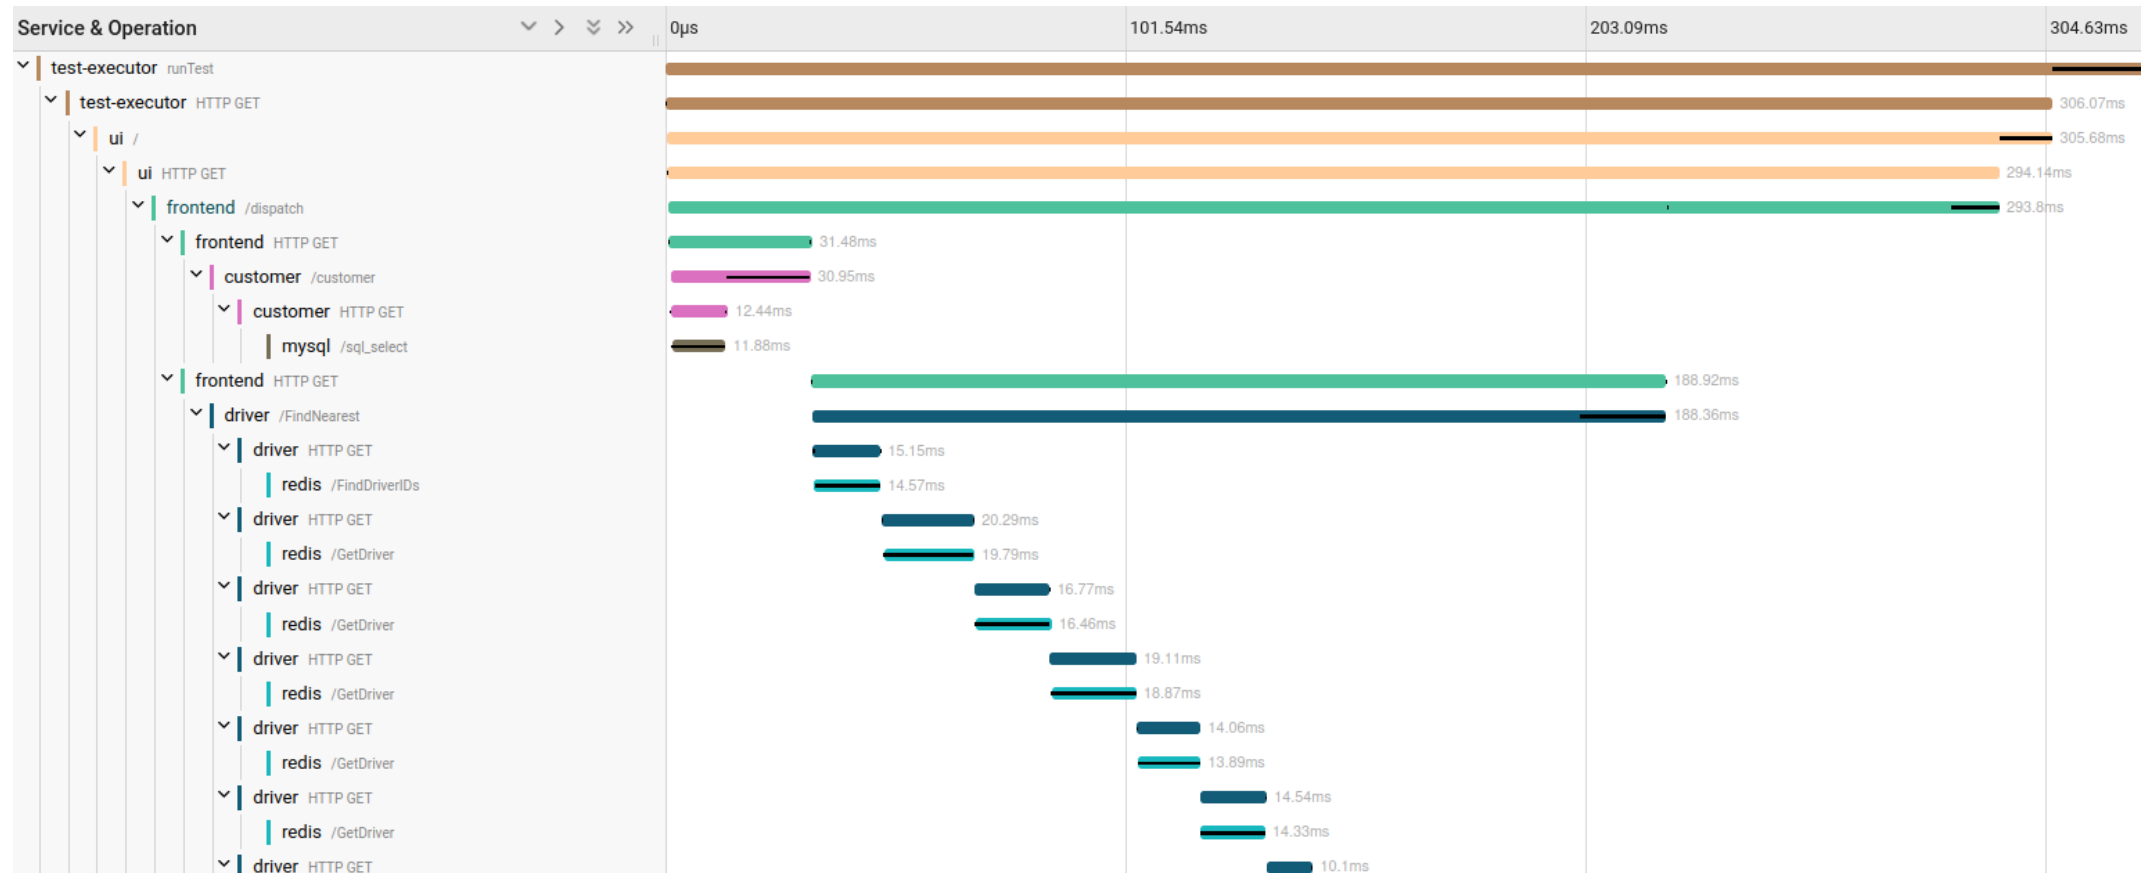 Service & Operation 0μs 101.54ms 203.09ms 304.63ms
test-executor runTest
test-executor HTTP GET 306.07ms
ui / 305.68ms
ui HTTP GET 294.14ms
frontend /dispatch 293.8ms
frontend HTTP GET 31.48ms
customer /customer 30.95ms
customer HTTP GET 12.44ms
mysql /sql_select 11.88ms
frontend HTTP GET 188.92ms
driver /FindNearest 188.36ms
driver HTTP GET 15.15ms
redis /FindDriverIDs 14.57ms
driver HTTP GET 20.29ms
redis /GetDriver 19.79ms
driver HTTP GET 16.77ms
redis /GetDriver 16.46ms
driver HTTP GET 19.11ms
redis /GetDriver 18.87ms
driver HTTP GET 14.06ms
redis /GetDriver 13.89ms
driver HTTP GET 14.54ms
redis /GetDriver 14.33ms
driver HTTP GET 10.1ms